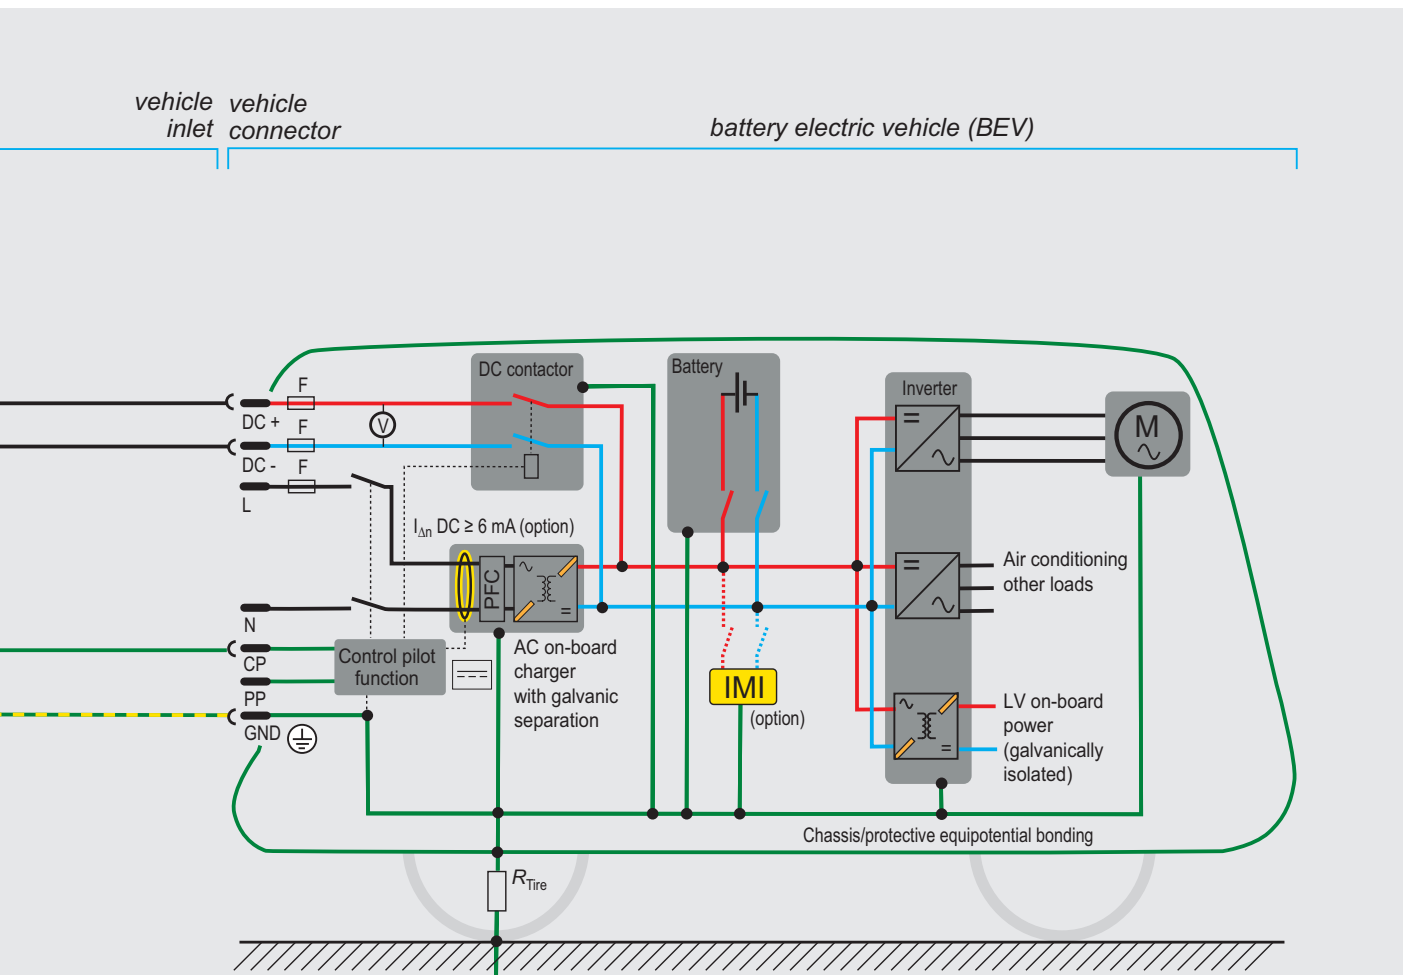 vehicle
inlet
vehicle
connector
battery electric vehicle (BEV)
F
DC +
V
F
DC -
F
L
DC contactor
Battery
Inverter
M
I∆n DC ≥ 6 mA (option)
PFC
Air conditioning
other loads
N
CP
Control pilot
function
PP
GND
AC on-board
charger
with galvanic
separation
IMI
(option)
LV on-board
power
(galvanically
isolated)
Chassis/protective equipotential bonding
RTire